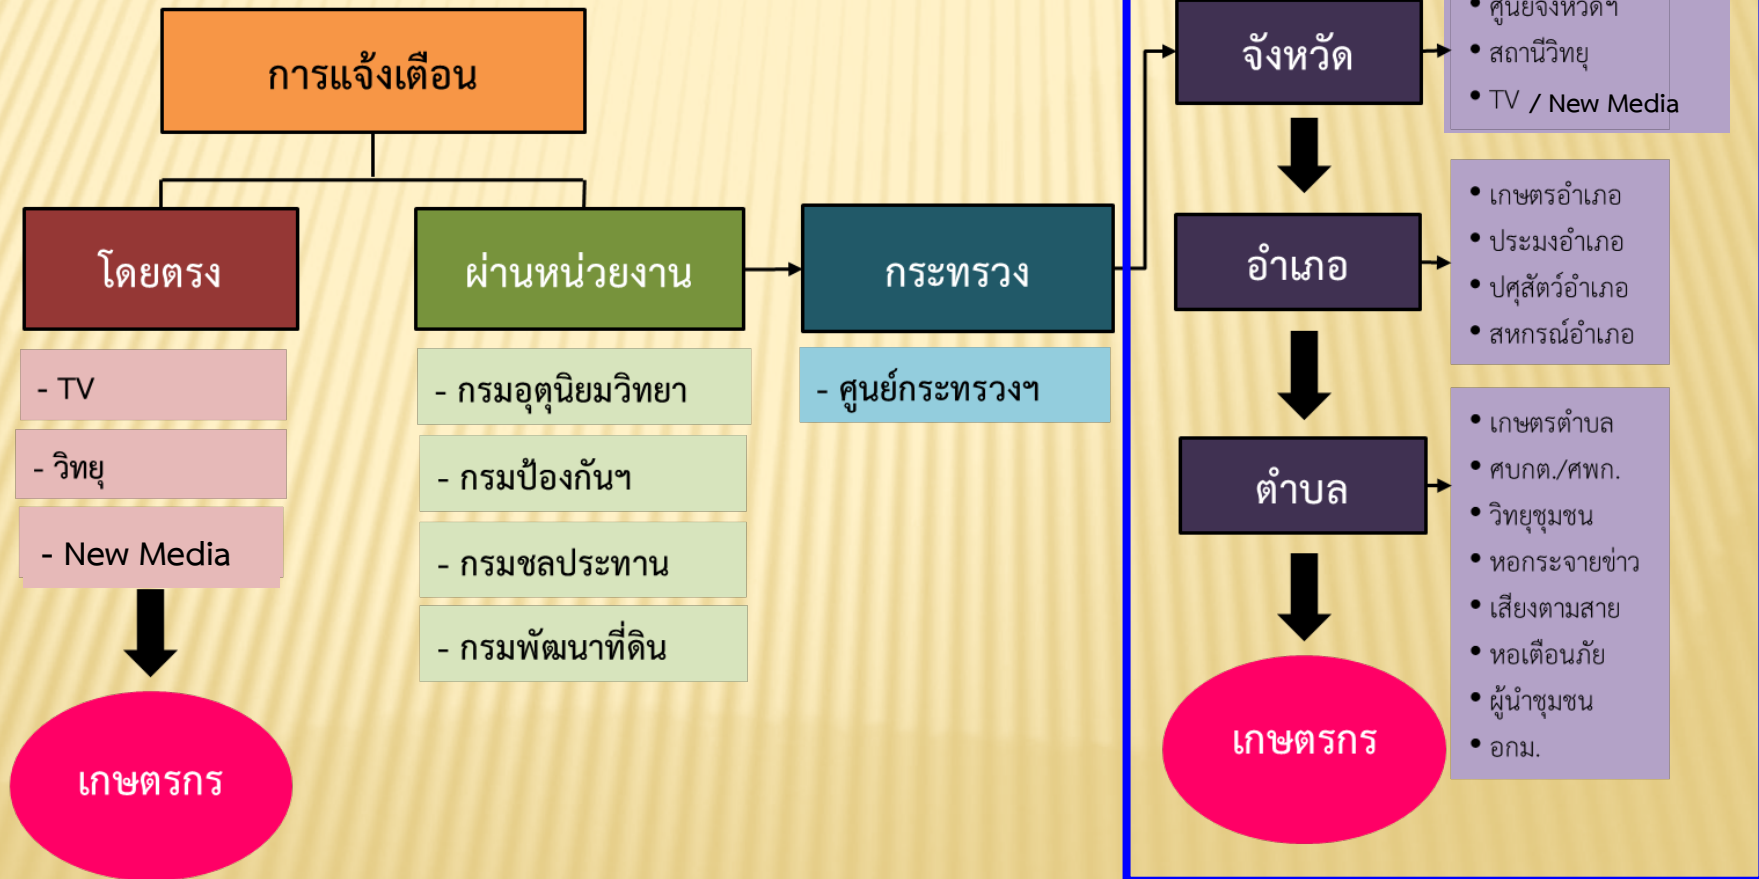 การแจ้งเตือน
โดยตรง
- TV
- วิทยุ
- New Media
เกษตรกร
ผ่านหน่วยงาน
- กรมอุตุนิยมวิทยา
- กรมป้องกันฯ
- กรมชลประทาน
- กรมพัฒนาที่ดิน
กระทรวง
- ศูนย์กระทรวงฯ
จังหวัด
• ศูนย์จังหวัดฯ
• สถานีวิทยุ
• TV / New Media
อำเภอ
• เกษตรอำเภอ
• ประมงอำเภอ
• ปศุสัตว์อำเภอ
• สหกรณ์อำเภอ
ตำบล
• เกษตรตำบล
• ศบกต./ศพก.
• วิทยุชุมชน
• หอกระจายข่าว
• เสียงตามสาย
• หอเตือนภัย
• ผู้นำชุมชน
• อกม.
เกษตรกร